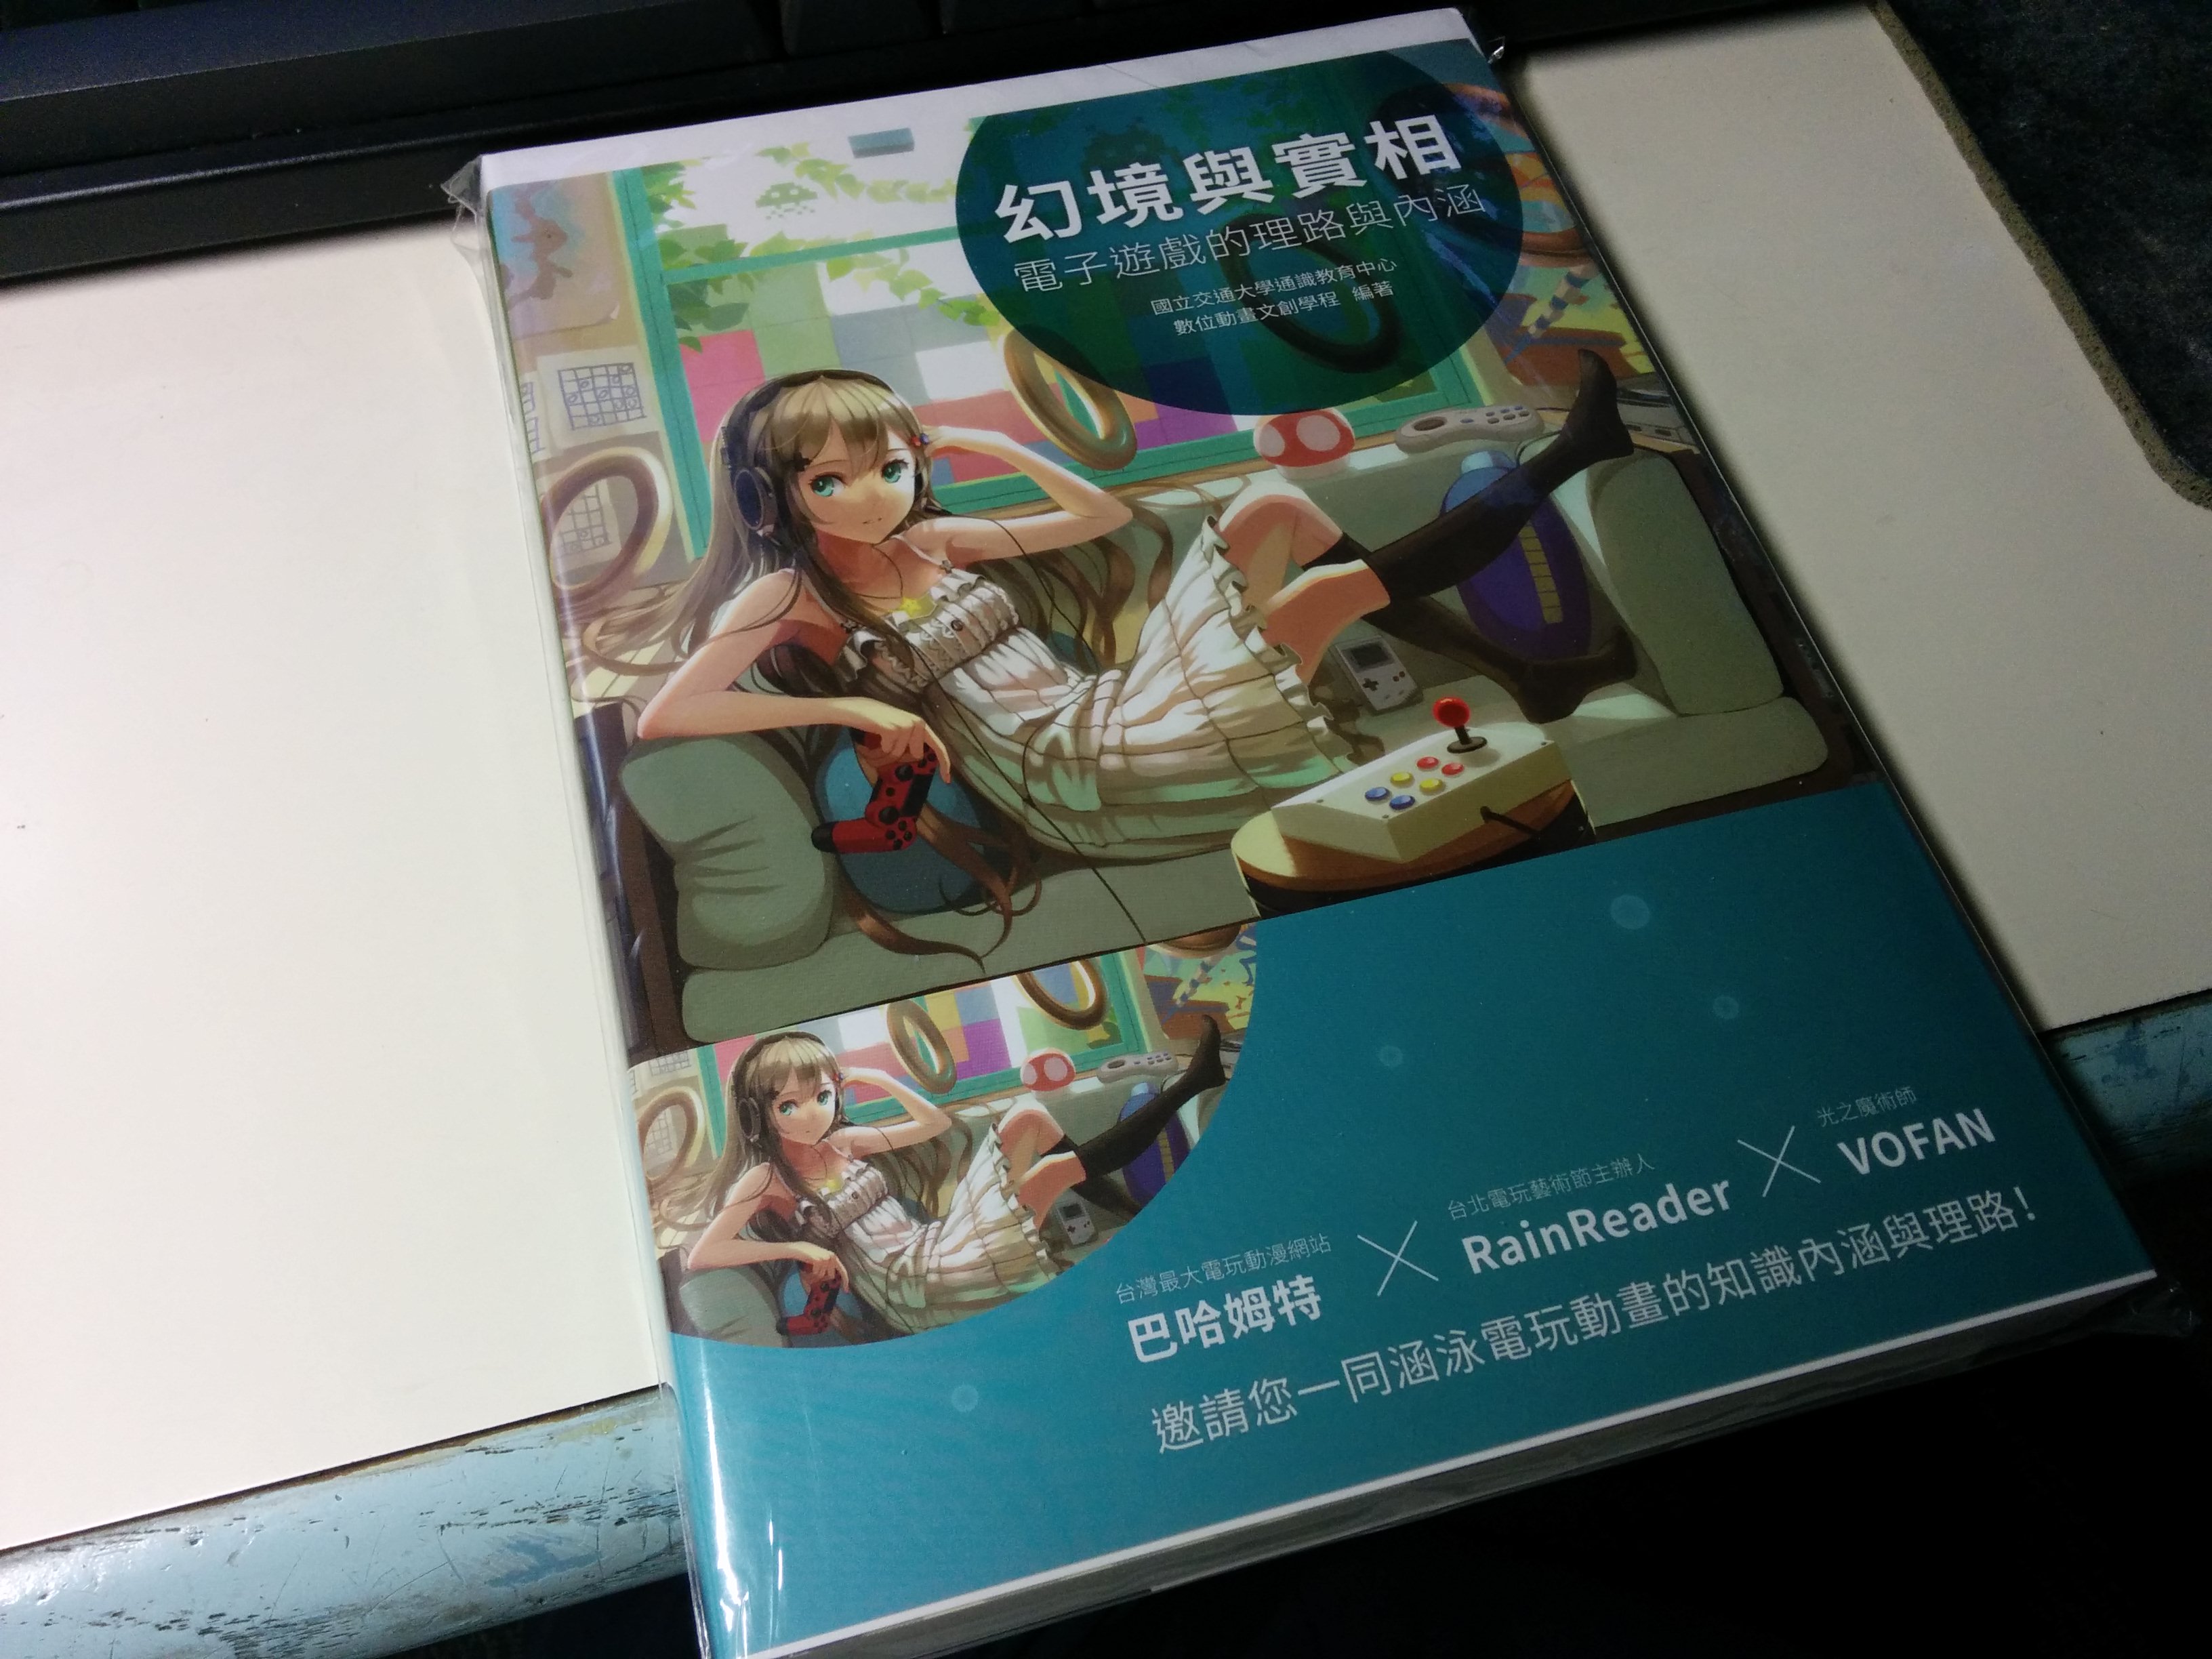 幻境與實相
電子遊戲的理路與內涵
國立交通大學通識教育中心
數位動畫文創學程 編著
台灣最大電玩動漫網站
巴哈姆特
×
台北電玩藝術節主辦人
RainReader
×
光之魔術師
VOFAN
邀請您一同涵泳電玩動畫的知識內涵與理路!